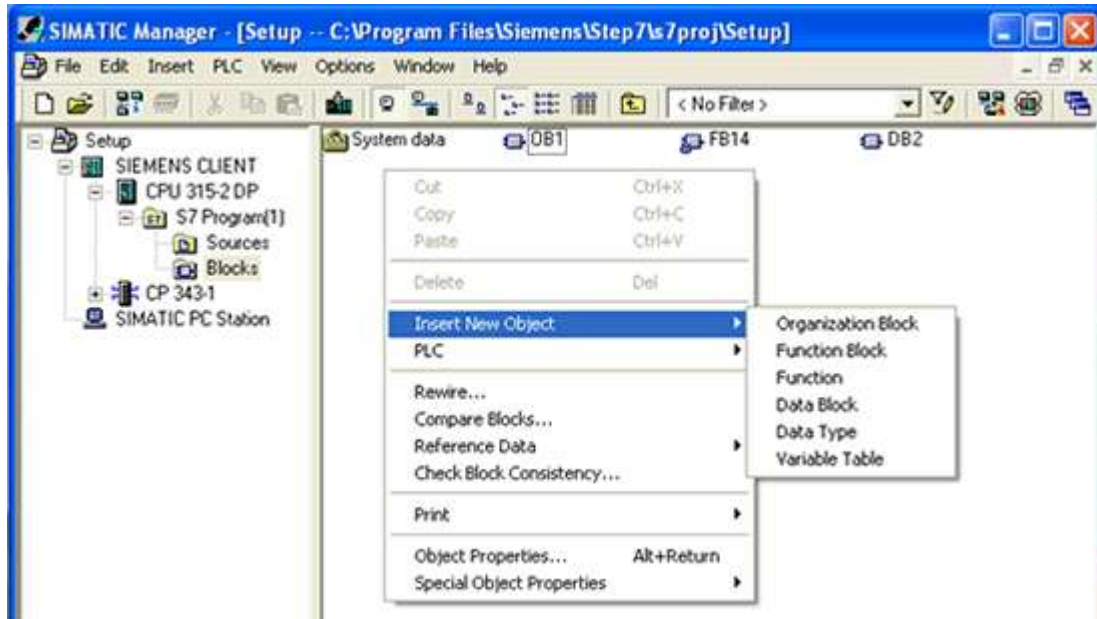 SIMATIC Manager - [Setup -- C:\Program Files\Siemens\Step7\s7proj\Setup]
File Edit Insert PLC View Options Window Help
< No Filter >
Setup
SIEMENS CLIENT
CPU 315-2 DP
S7 Program(1)
Sources
Blocks
CP 343-1
SIMATIC PC Station
System data OB1 FB14 DB2
Cut Ctrl+X
Copy Ctrl+C
Paste Ctrl+V
Delete Del
Insert New Object
PLC
Rewire...
Compare Blocks...
Reference Data
Check Block Consistency...
Print
Object Properties... Alt+Return
Special Object Properties
Organization Block
Function Block
Function
Data Block
Data Type
Variable Table